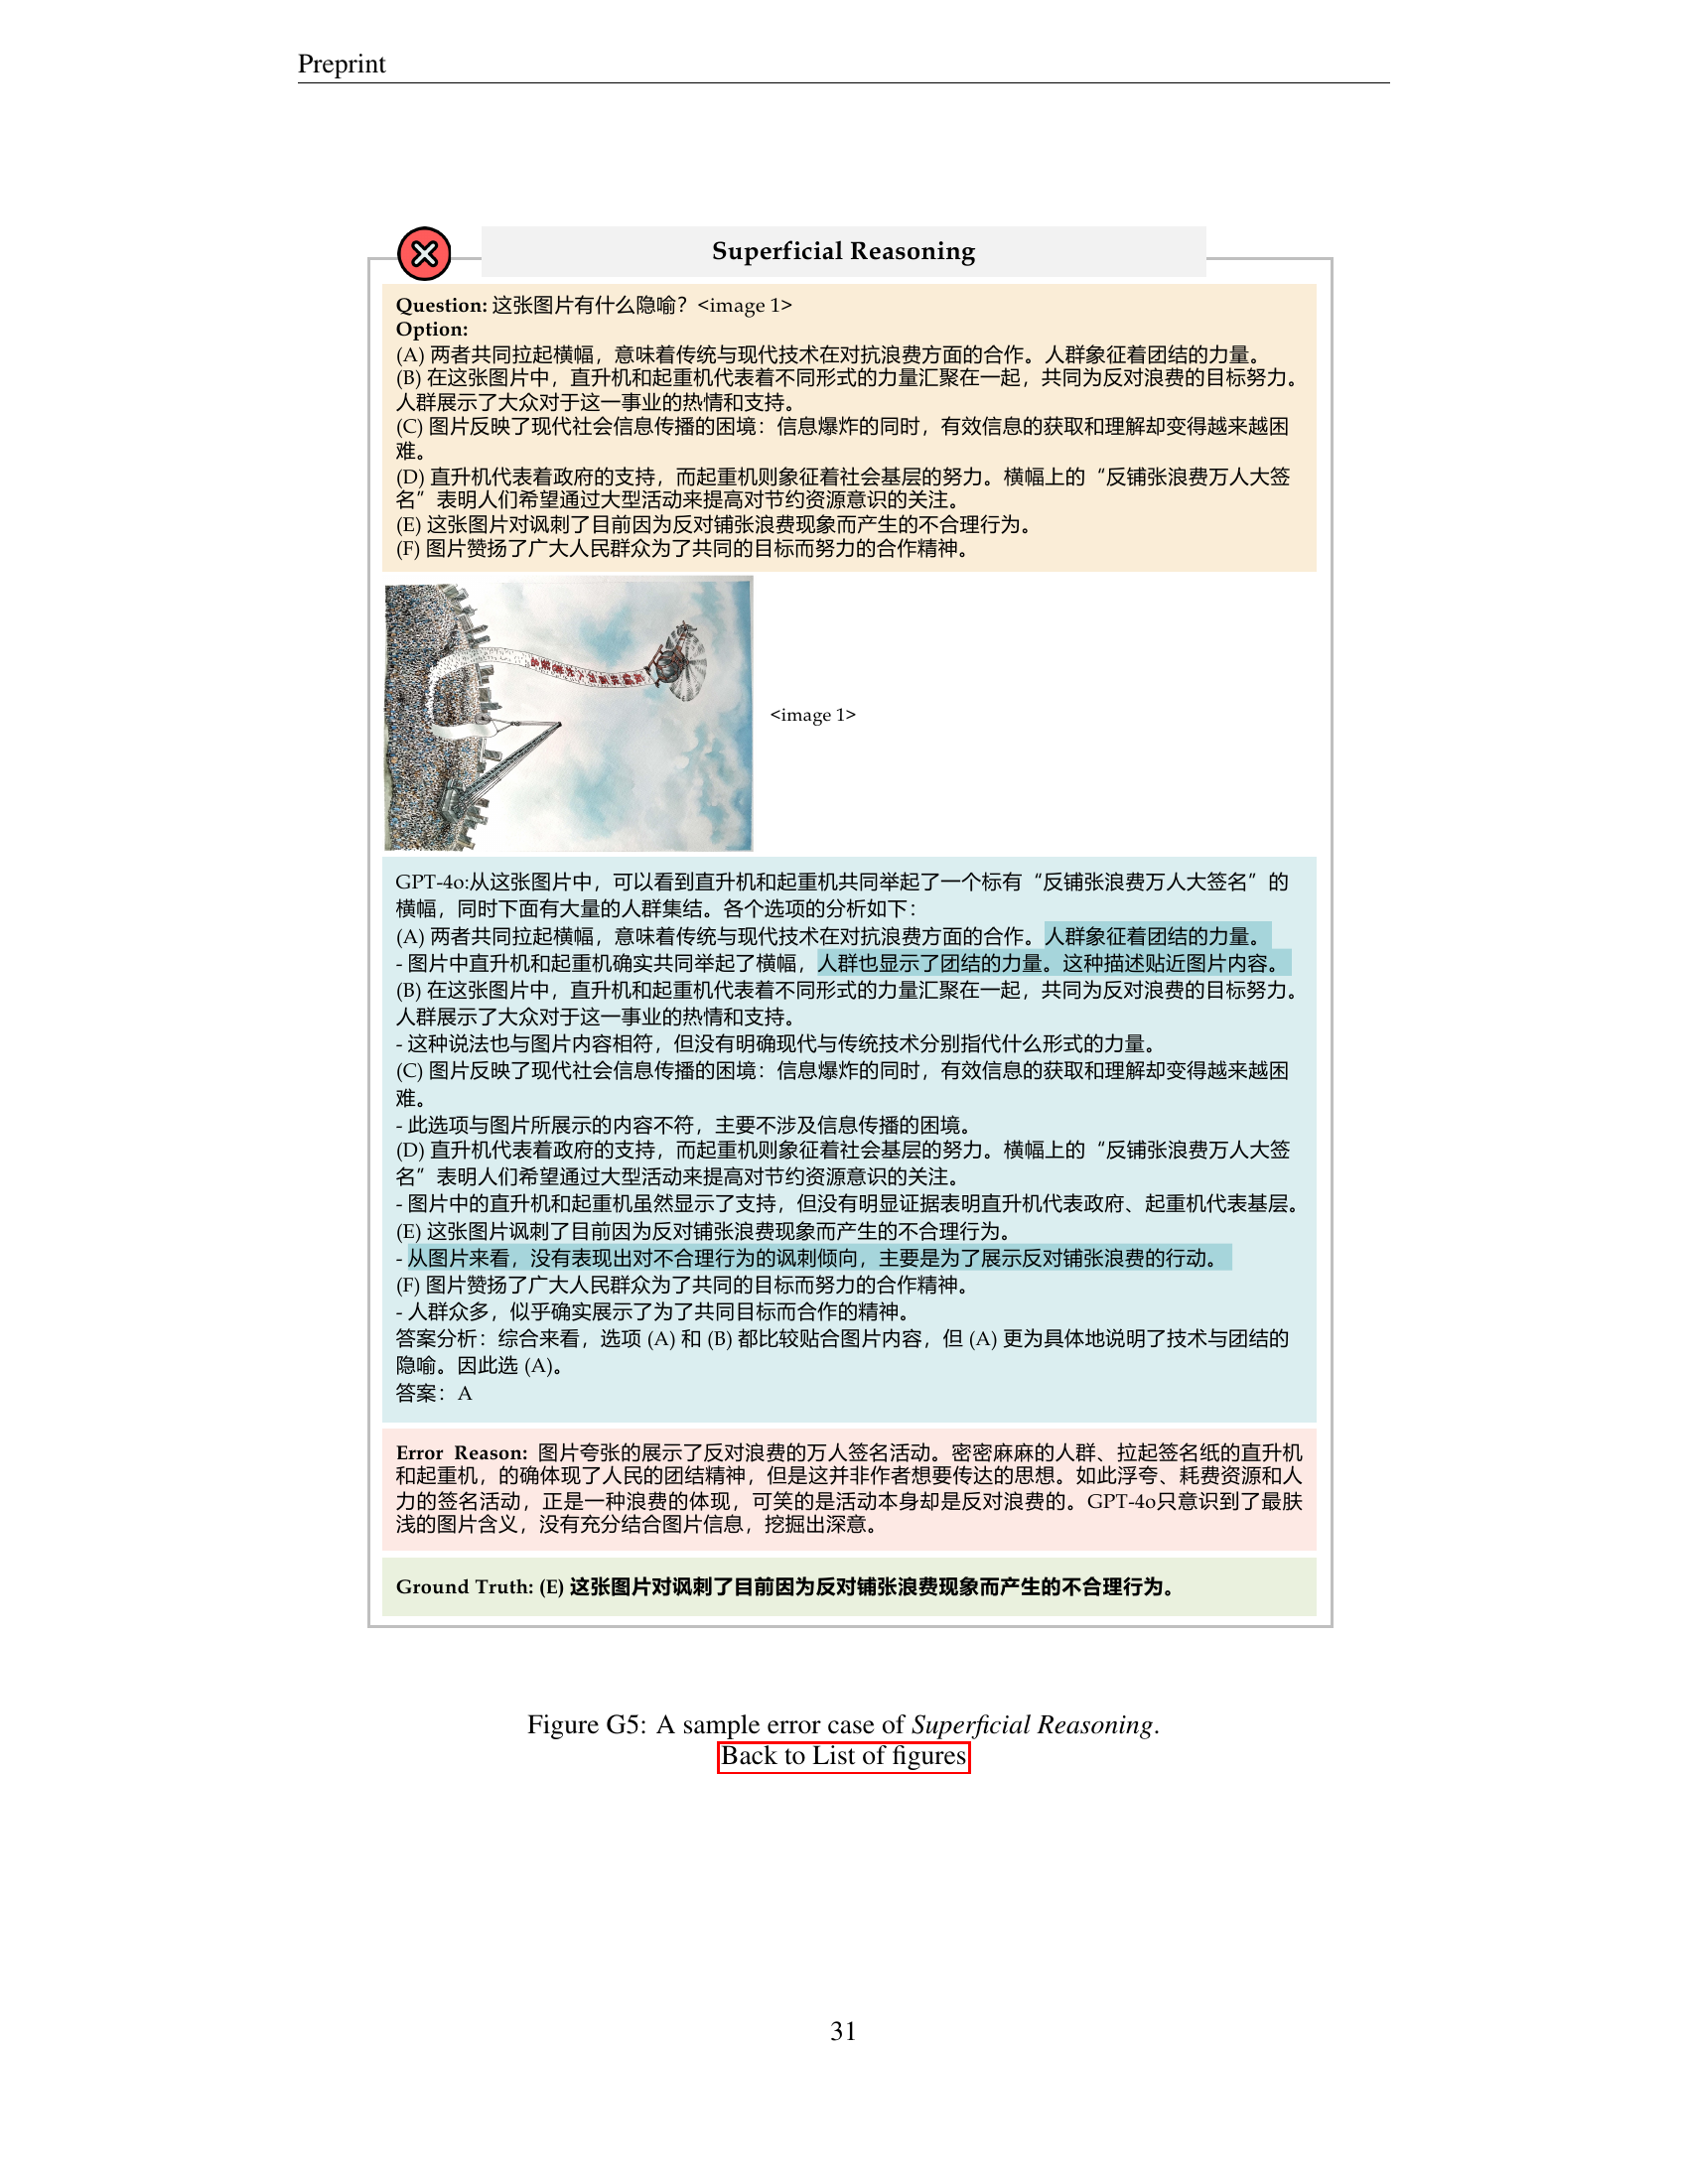 Preprint
Superficial Reasoning
Question: 这张图片有什么隐喻？<image 1>
Option:
(A) 两者共同拉起横幅，意味着传统与现代技术在对抗浪费方面的合作。人群象征着团结的力量。
(B) 在这张图片中，直升机和起重机代表着不同形式的力量汇聚在一起，共同为反对浪费的目标努力。
人群展示了大众对于这一事业的热情和支持。
(C) 图片反映了现代社会信息传播的困境：信息爆炸的同时，有效信息的获取和理解却变得越来越困
难。
(D) 直升机代表着政府的支持，而起重机则象征着社会基层的努力。横幅上的“反铺张浪费万人大签
名”表明人们希望通过大型活动来提高对节约资源意识的关注。
(E) 这张图片对讽刺了目前因为反对铺张浪费现象而产生的不合理行为。
(F) 图片赞扬了广大人民群众为了共同的目标而努力的合作精神。
<image 1>
GPT-4o:从这张图片中，可以看到直升机和起重机共同举起了一个标有“反铺张浪费万人大签名”的
横幅，同时下面有大量的人群集结。各个选项的分析如下：
(A) 两者共同拉起横幅，意味着传统与现代技术在对抗浪费方面的合作。人群象征着团结的力量。
- 图片中直升机和起重机确实共同举起了横幅，人群也显示了团结的力量。这种描述贴近图片内容。
(B) 在这张图片中，直升机和起重机代表着不同形式的力量汇聚在一起，共同为反对浪费的目标努力。
人群展示了大众对于这一事业的热情和支持。
- 这种说法也与图片内容相符，但没有明确现代与传统技术分别指代什么形式的力量。
(C) 图片反映了现代社会信息传播的困境：信息爆炸的同时，有效信息的获取和理解却变得越来越困
难。
- 此选项与图片所展示的内容不符，主要不涉及信息传播的困境。
(D) 直升机代表着政府的支持，而起重机则象征着社会基层的努力。横幅上的“反铺张浪费万人大签
名”表明人们希望通过大型活动来提高对节约资源意识的关注。
- 图片中的直升机和起重机虽然显示了支持，但没有明显证据表明直升机代表政府、起重机代表基层。
(E) 这张图片讽刺了目前因为反对铺张浪费现象而产生的不合理行为。
- 从图片来看，没有表现出对不合理行为的讽刺倾向，主要是为了展示反对铺张浪费的行动。
(F) 图片赞扬了广大人民群众为了共同的目标而努力的合作精神。
- 人群众多，似乎确实展示了为了共同目标而合作的精神。
答案分析：综合来看，选项 (A) 和 (B) 都比较贴合图片内容，但 (A) 更为具体地说明了技术与团结的
隐喻。因此选 (A)。
答案：A
Error Reason: 图片夸张的展示了反对浪费的万人签名活动。密密麻麻的人群、拉起签名纸的直升机
和起重机，的确体现了人民的团结精神，但是这并非作者想要传达的思想。如此浮夸、耗费资源和人
力的签名活动，正是一种浪费的体现，可笑的是活动本身却是反对浪费的。GPT-4o只意识到了最肤
浅的图片含义，没有充分结合图片信息，挖掘出深意。
Ground Truth: (E) 这张图片对讽刺了目前因为反对铺张浪费现象而产生的不合理行为。
Figure G5: A sample error case of Superficial Reasoning.
Back to List of figures
31